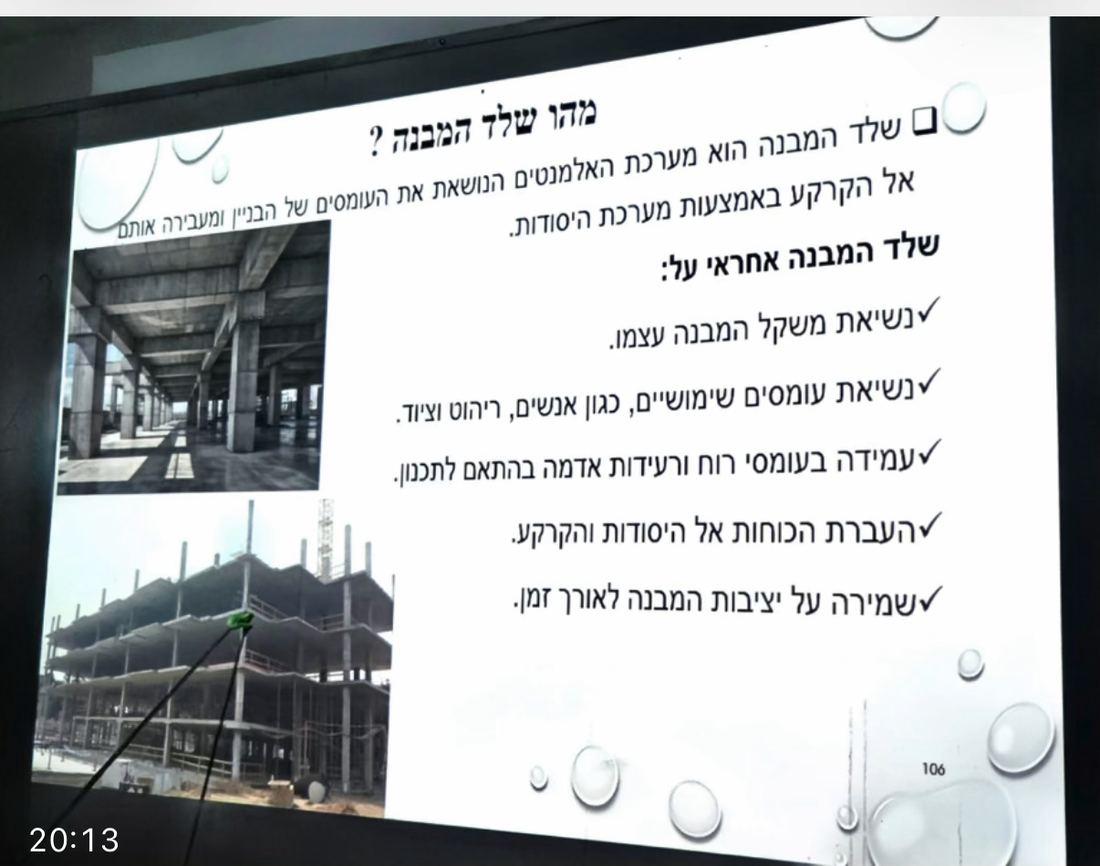 מהו שלד המבנה ?
❑ שלד המבנה הוא מערכת האלמנטים הנושאת את העומסים של הבניין ומעבירה אותם
אל הקרקע באמצעות מערכת היסודות.
שלד המבנה אחראי על:
✓נשיאת משקל המבנה עצמו.
✓נשיאת עומסים שימושיים, כגון אנשים, ריהוט וציוד.
✓עמידה בעומסי רוח ורעידות אדמה בהתאם לתכנון.
✓העברת הכוחות אל היסודות והקרקע.
✓שמירה על יציבות המבנה לאורך זמן.
106
20:13